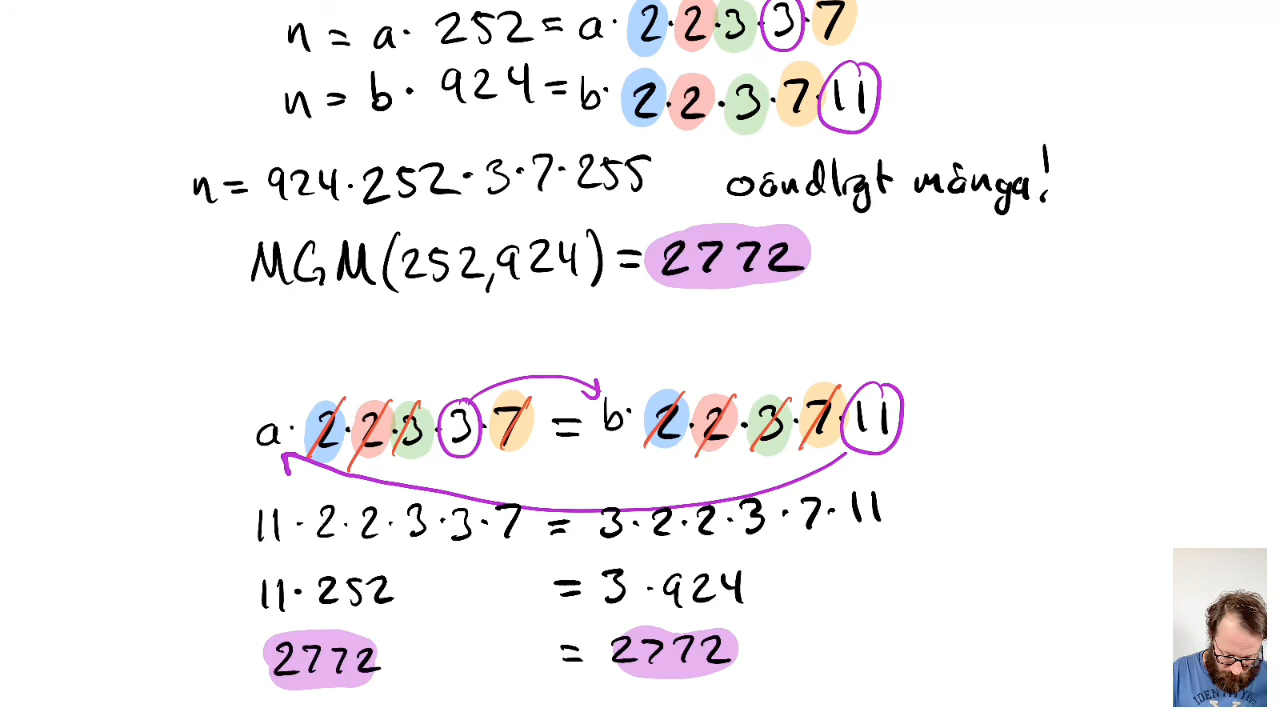 n = a · 252 = a · 2 · 2 · 3 · 3 · 7
n = b · 924 = b · 2 · 2 · 3 · 7 · 11
n = 924 · 252 · 3 · 7 · 255 oändligt många!
MGM(252,924) = 2772
a · 2 · 2 · 3 · 3 · 7 = b · 2 · 2 · 3 · 7 · 11
11 · 2 · 2 · 3 · 3 · 7 = 3 · 2 · 2 · 3 · 7 · 11
11 · 252 = 3 · 924
2772 = 2772